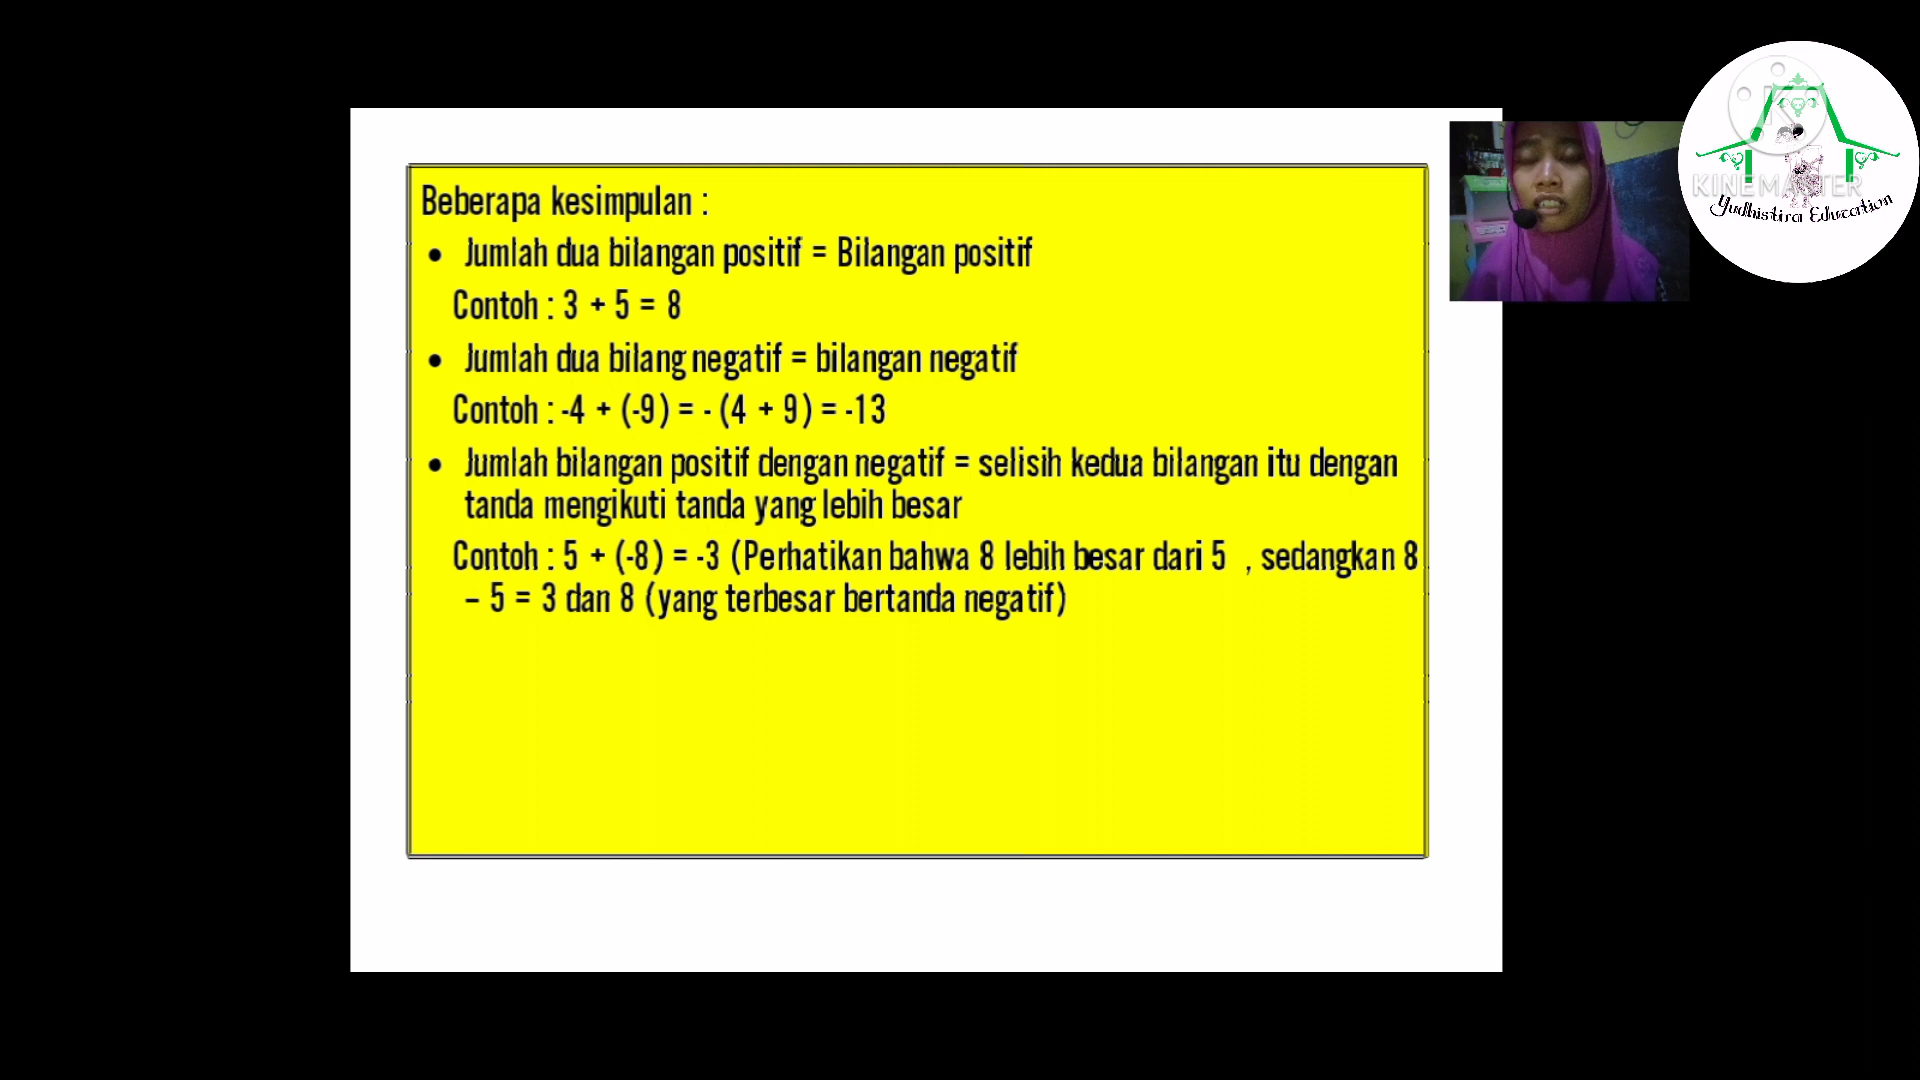 Beberapa kesimpulan :
• Jumlah dua bilangan positif = Bilangan positif
Contoh : 3 + 5 = 8
• Jumlah dua bilang negatif = bilangan negatif
Contoh : -4 + (-9) = - (4 + 9) = -13
• Jumlah bilangan positif dengan negatif = selisih kedua bilangan itu dengan
tanda mengikuti tanda yang lebih besar
Contoh : 5 + (-8) = -3 (Perhatikan bahwa 8 lebih besar dari 5 , sedangkan 8
– 5 = 3 dan 8 (yang terbesar bertanda negatif)
KINEMASTER
Yudhistira Education